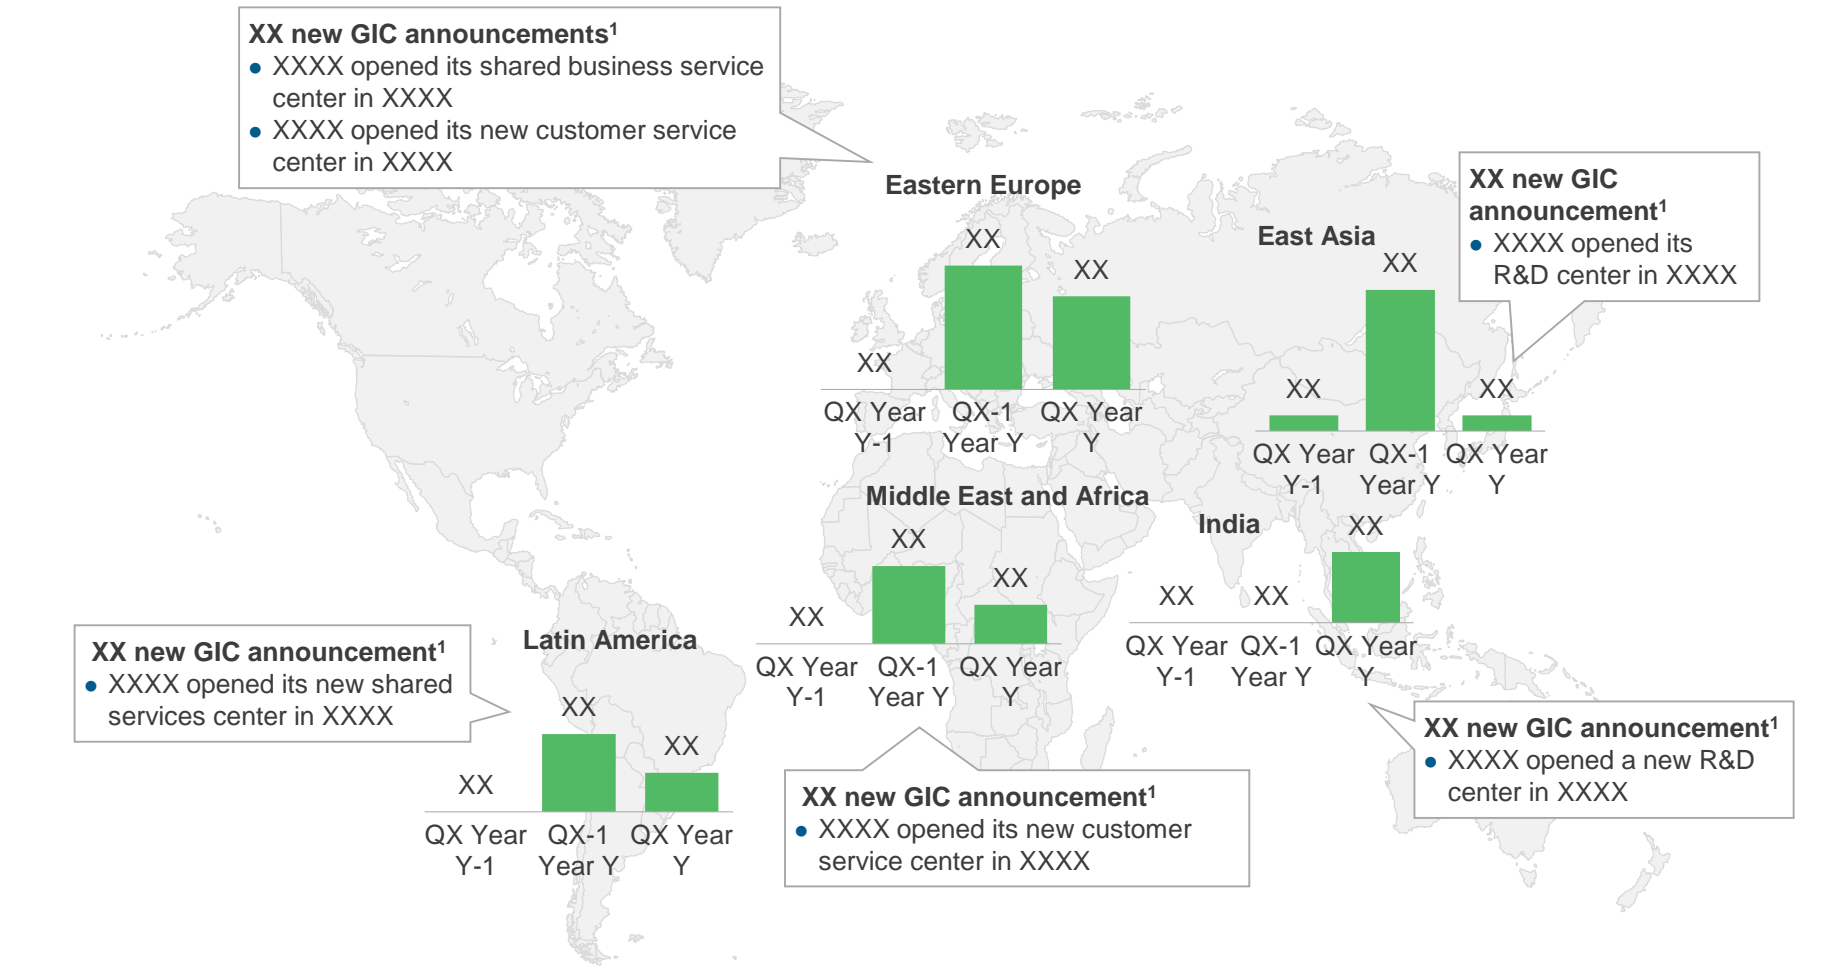 XX new GIC announcements¹
● XXXX opened its shared business service
center in XXXX
● XXXX opened its new customer service
center in XXXX
Eastern Europe
XX
XX
XX
QX Year QX-1 QX Year
Y-1 Year Y Y
XX new GIC
announcement¹
● XXXX opened its
R&D center in XXXX
East Asia
XX
XX XX
QX Year QX-1 QX Year
Y-1 Year Y Y
Middle East and Africa
XX
XX
XX
QX Year QX-1 QX Year
Y-1 Year Y Y
India
XX
XX XX
QX Year QX-1 QX Year
Y-1 Year Y Y
XX new GIC announcement¹
● XXXX opened its new shared
services center in XXXX
Latin America
XX
XX
XX
QX Year QX-1 QX Year
Y-1 Year Y Y
XX new GIC announcement¹
● XXXX opened its new customer
service center in XXXX
XX new GIC announcement¹
● XXXX opened a new R&D
center in XXXX